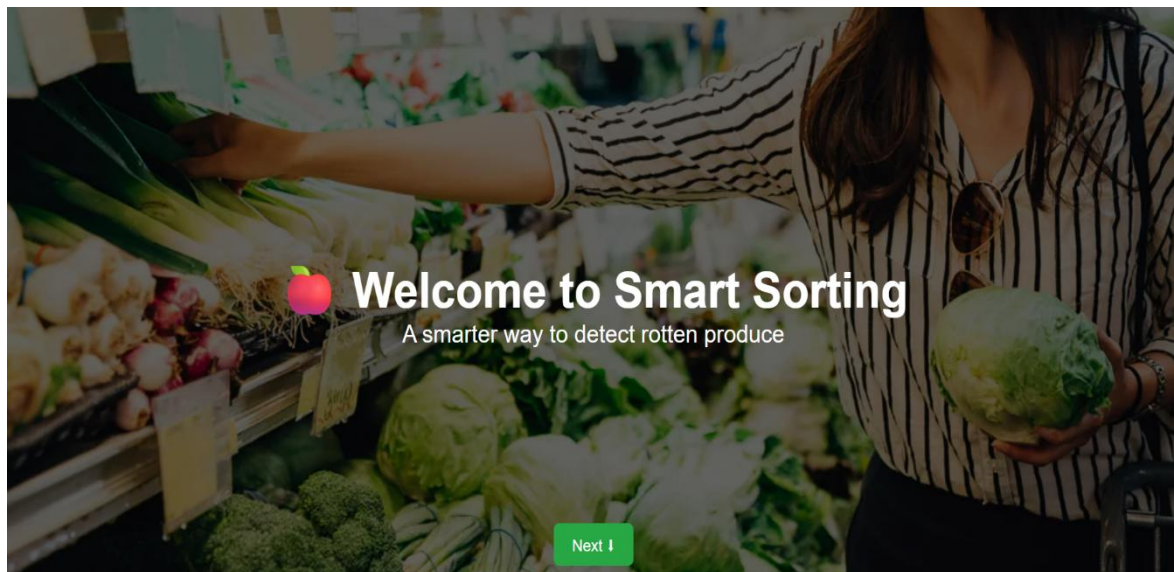 Welcome to Smart Sorting
A smarter way to detect rotten produce
Next ⬇